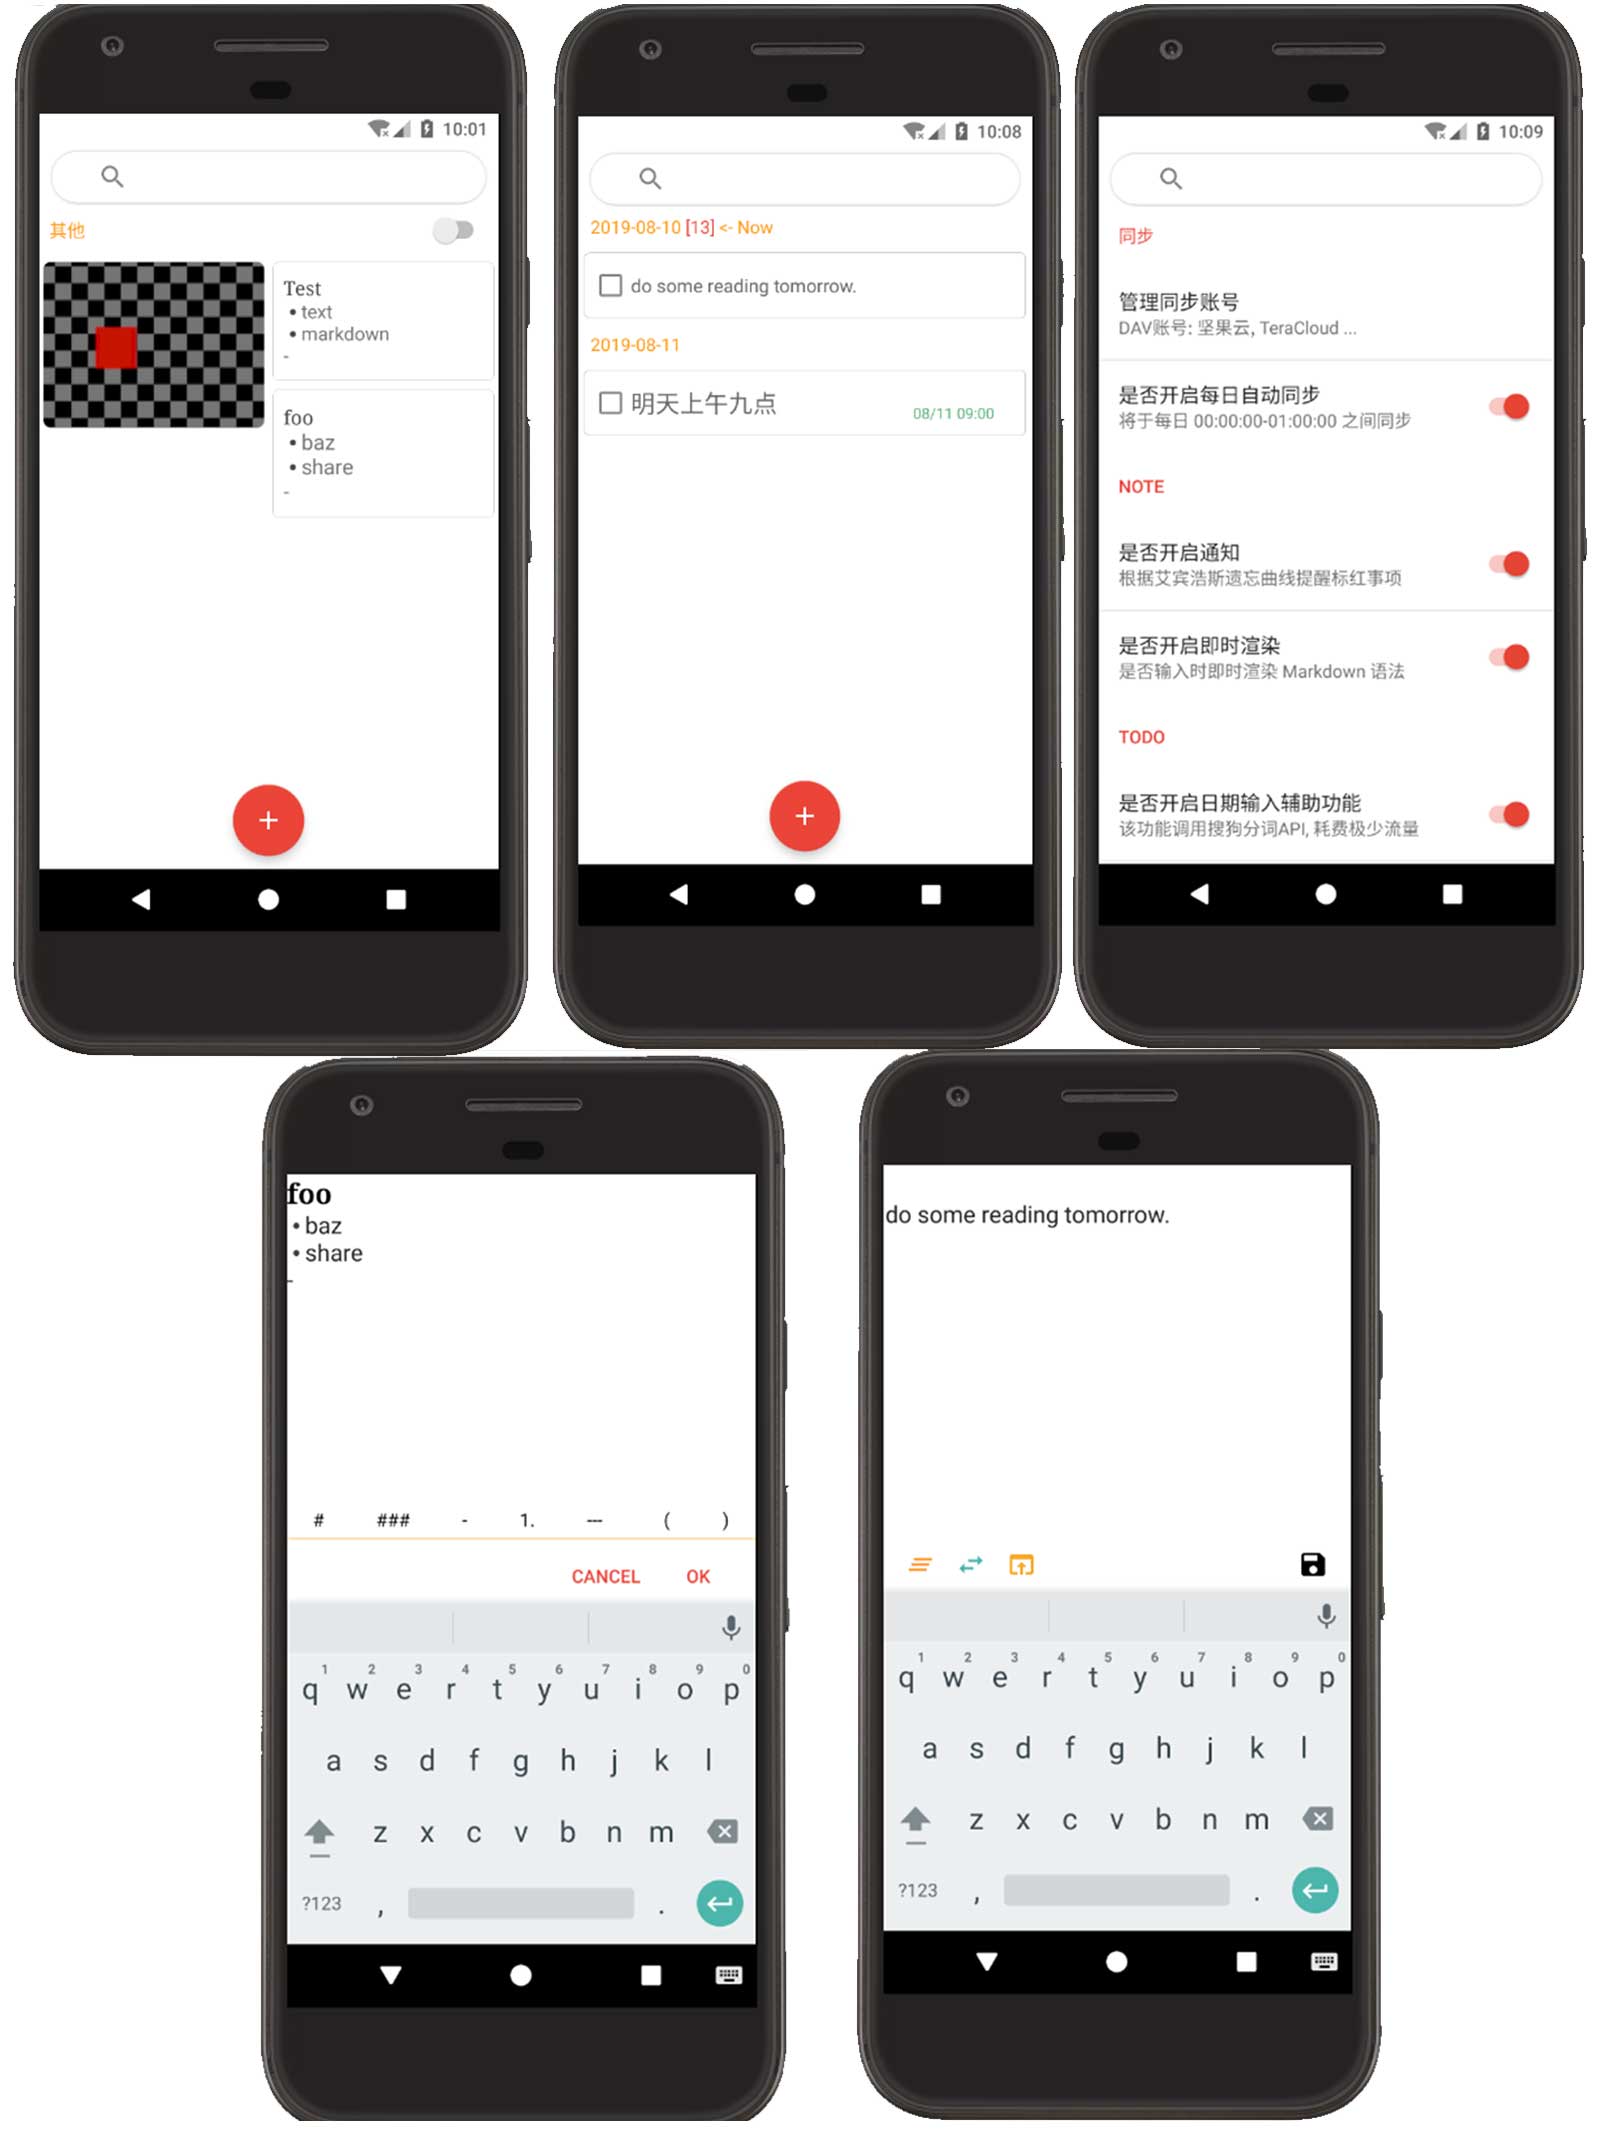 10:01
其他
Test
• text
• markdown
-
foo
• baz
• share
-
+
10:08
2019-08-10 [13] <- Now
do some reading tomorrow.
2019-08-11
明天上午九点
08/11 09:00
+
10:09
同步
管理同步账号
DAV账号: 坚果云, TeraCloud ...
是否开启每日自动同步
将于每日 00:00:00-01:00:00 之间同步
NOTE
是否开启通知
根据艾宾浩斯遗忘曲线提醒标红事项
是否开启即时渲染
是否输入时即时渲染 Markdown 语法
TODO
是否开启日期输入辅助功能
该功能调用搜狗分词API, 耗费极少流量
foo
• baz
• share
-
# ### - 1. --- ( )
CANCEL OK
1 2 3 4 5 6 7 8 9 0
q w e r t y u i o p
a s d f g h j k l
z x c v b n m
?123 , .
do some reading tomorrow.
1 2 3 4 5 6 7 8 9 0
q w e r t y u i o p
a s d f g h j k l
z x c v b n m
?123 , .